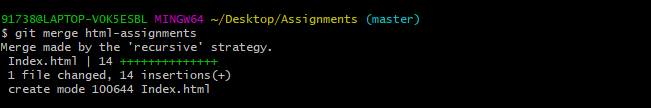 91738@LAPTOP-VOK5ESBL MINGW64 ~/Desktop/Assignments (master)
$ git merge html-assignments
Merge made by the 'recursive' strategy.
 Index.html | 14 ++++++++++++++
 1 file changed, 14 insertions(+)
 create mode 100644 Index.html